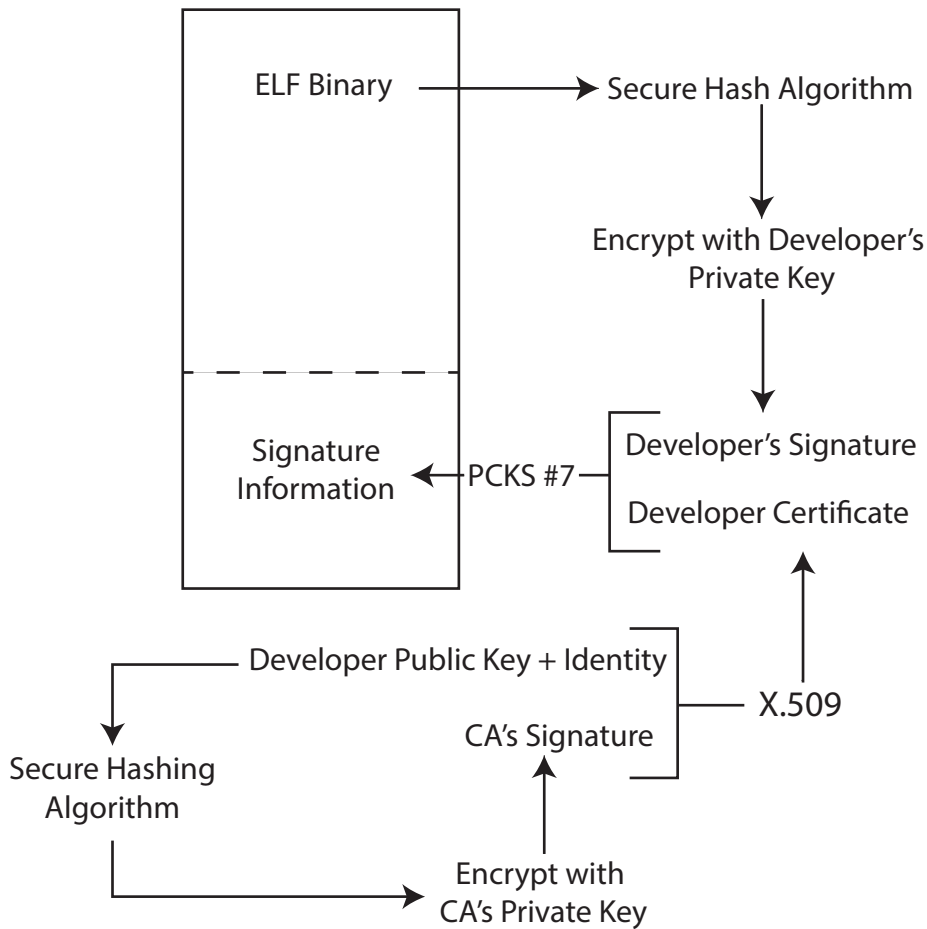 ELF Binary
Secure Hash Algorithm
Encrypt with Developer's
Private Key
Developer's Signature
Developer Certificate
PCKS #7
Signature
Information
Developer Public Key + Identity
CA's Signature
X.509
Secure Hashing
Algorithm
Encrypt with
CA's Private Key